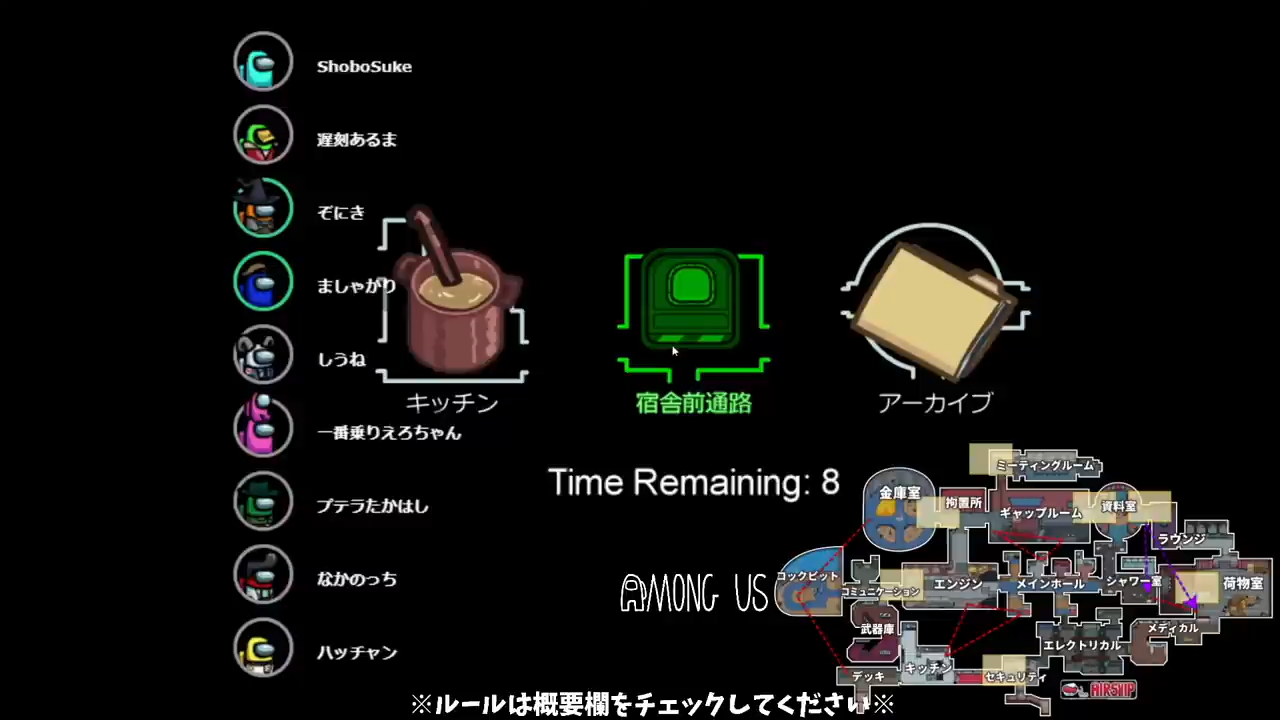 ShoboSuke
遅刻あるま
ぞにき
ましゃがり
しうね
一番乗りえろちゃん
プテラたかはし
なかのっち
ハッチャン
キッチン
宿舎前通路
アーカイブ
Time Remaining: 8
AMONG US
ミーティングルーム
金庫室
拘置所
ギャップルーム
資料室
ラウンジ
コックピット
コミュニケーション
エンジン
メインホール
シャワー室
荷物室
武器庫
メディカル
エレクトリカル
キッチン
デッキ
セキュリティ
AIRSHIP
※ルールは概要欄をチェックしてください※